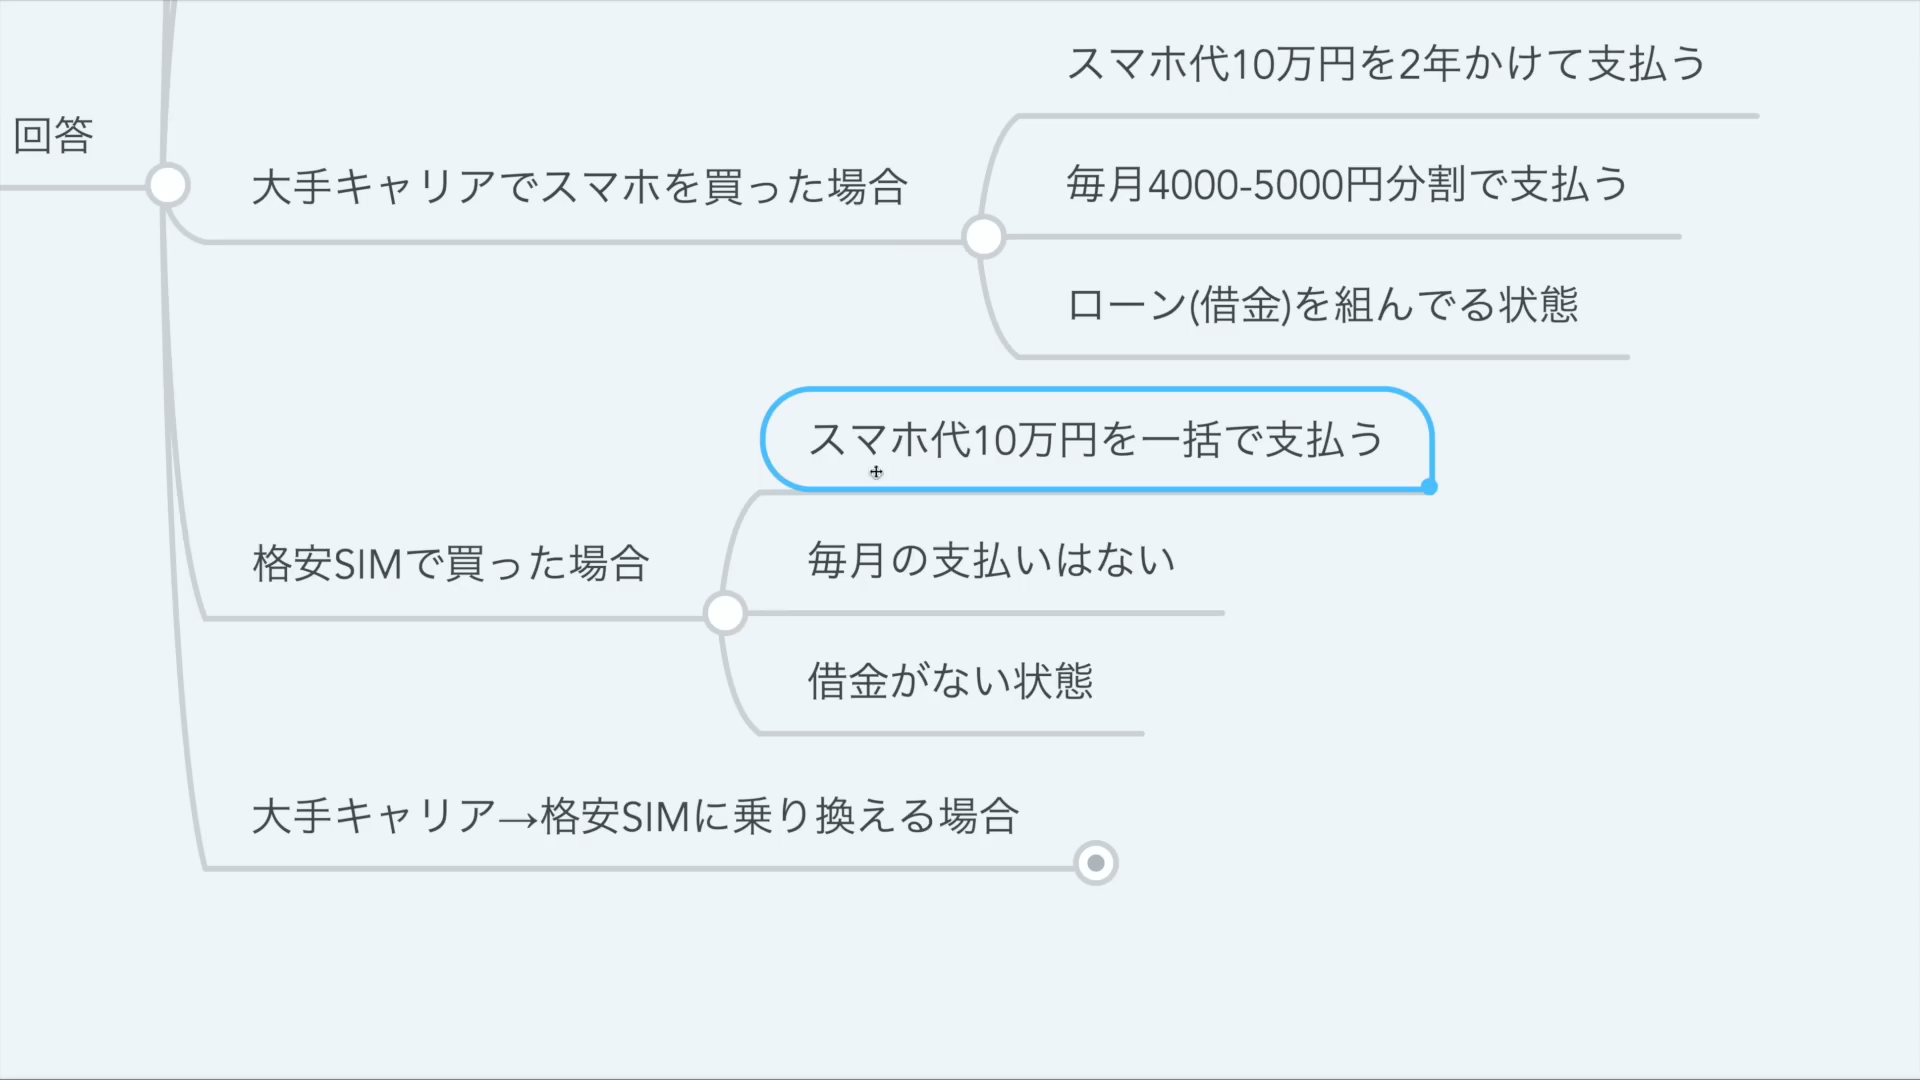 回答
大手キャリアでスマホを買った場合
スマホ代10万円を2年かけて支払う
毎月4000-5000円分割で支払う
ローン(借金)を組んでる状態
格安SIMで買った場合
スマホ代10万円を一括で支払う
毎月の支払いはない
借金がない状態
大手キャリア→格安SIMに乗り換える場合